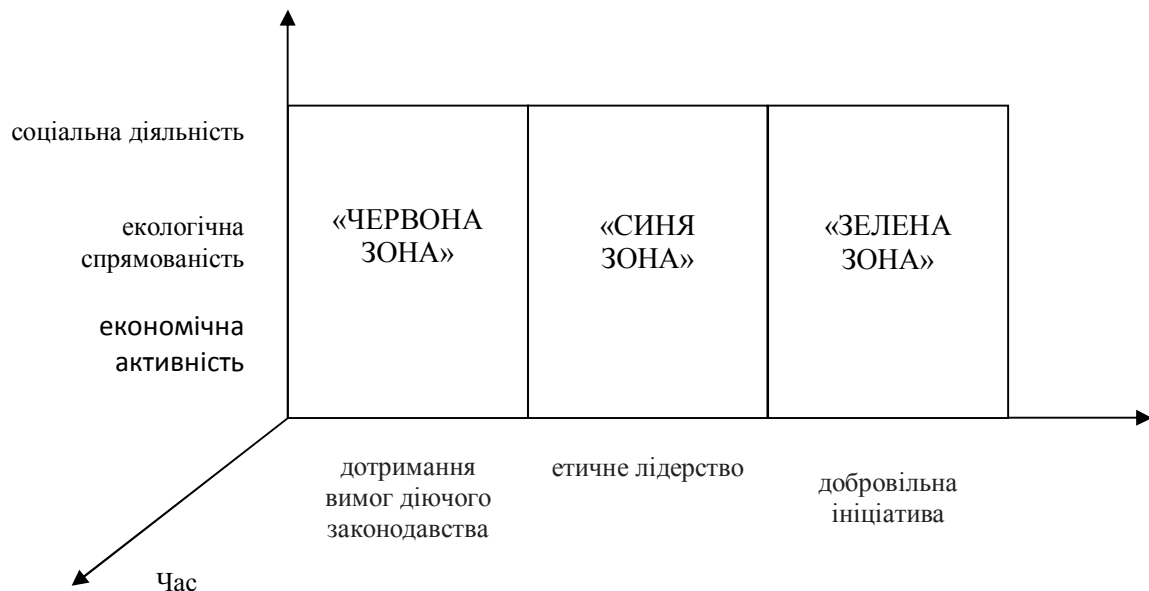 соціальна діяльність
екологічна
спрямованість
економічна
активність
«ЧЕРВОНА
ЗОНА»
«СИНЯ
ЗОНА»
«ЗЕЛЕНА
ЗОНА»
дотримання
вимог діючого
законодавства
етичне лідерство
добровільна
ініціатива
Час